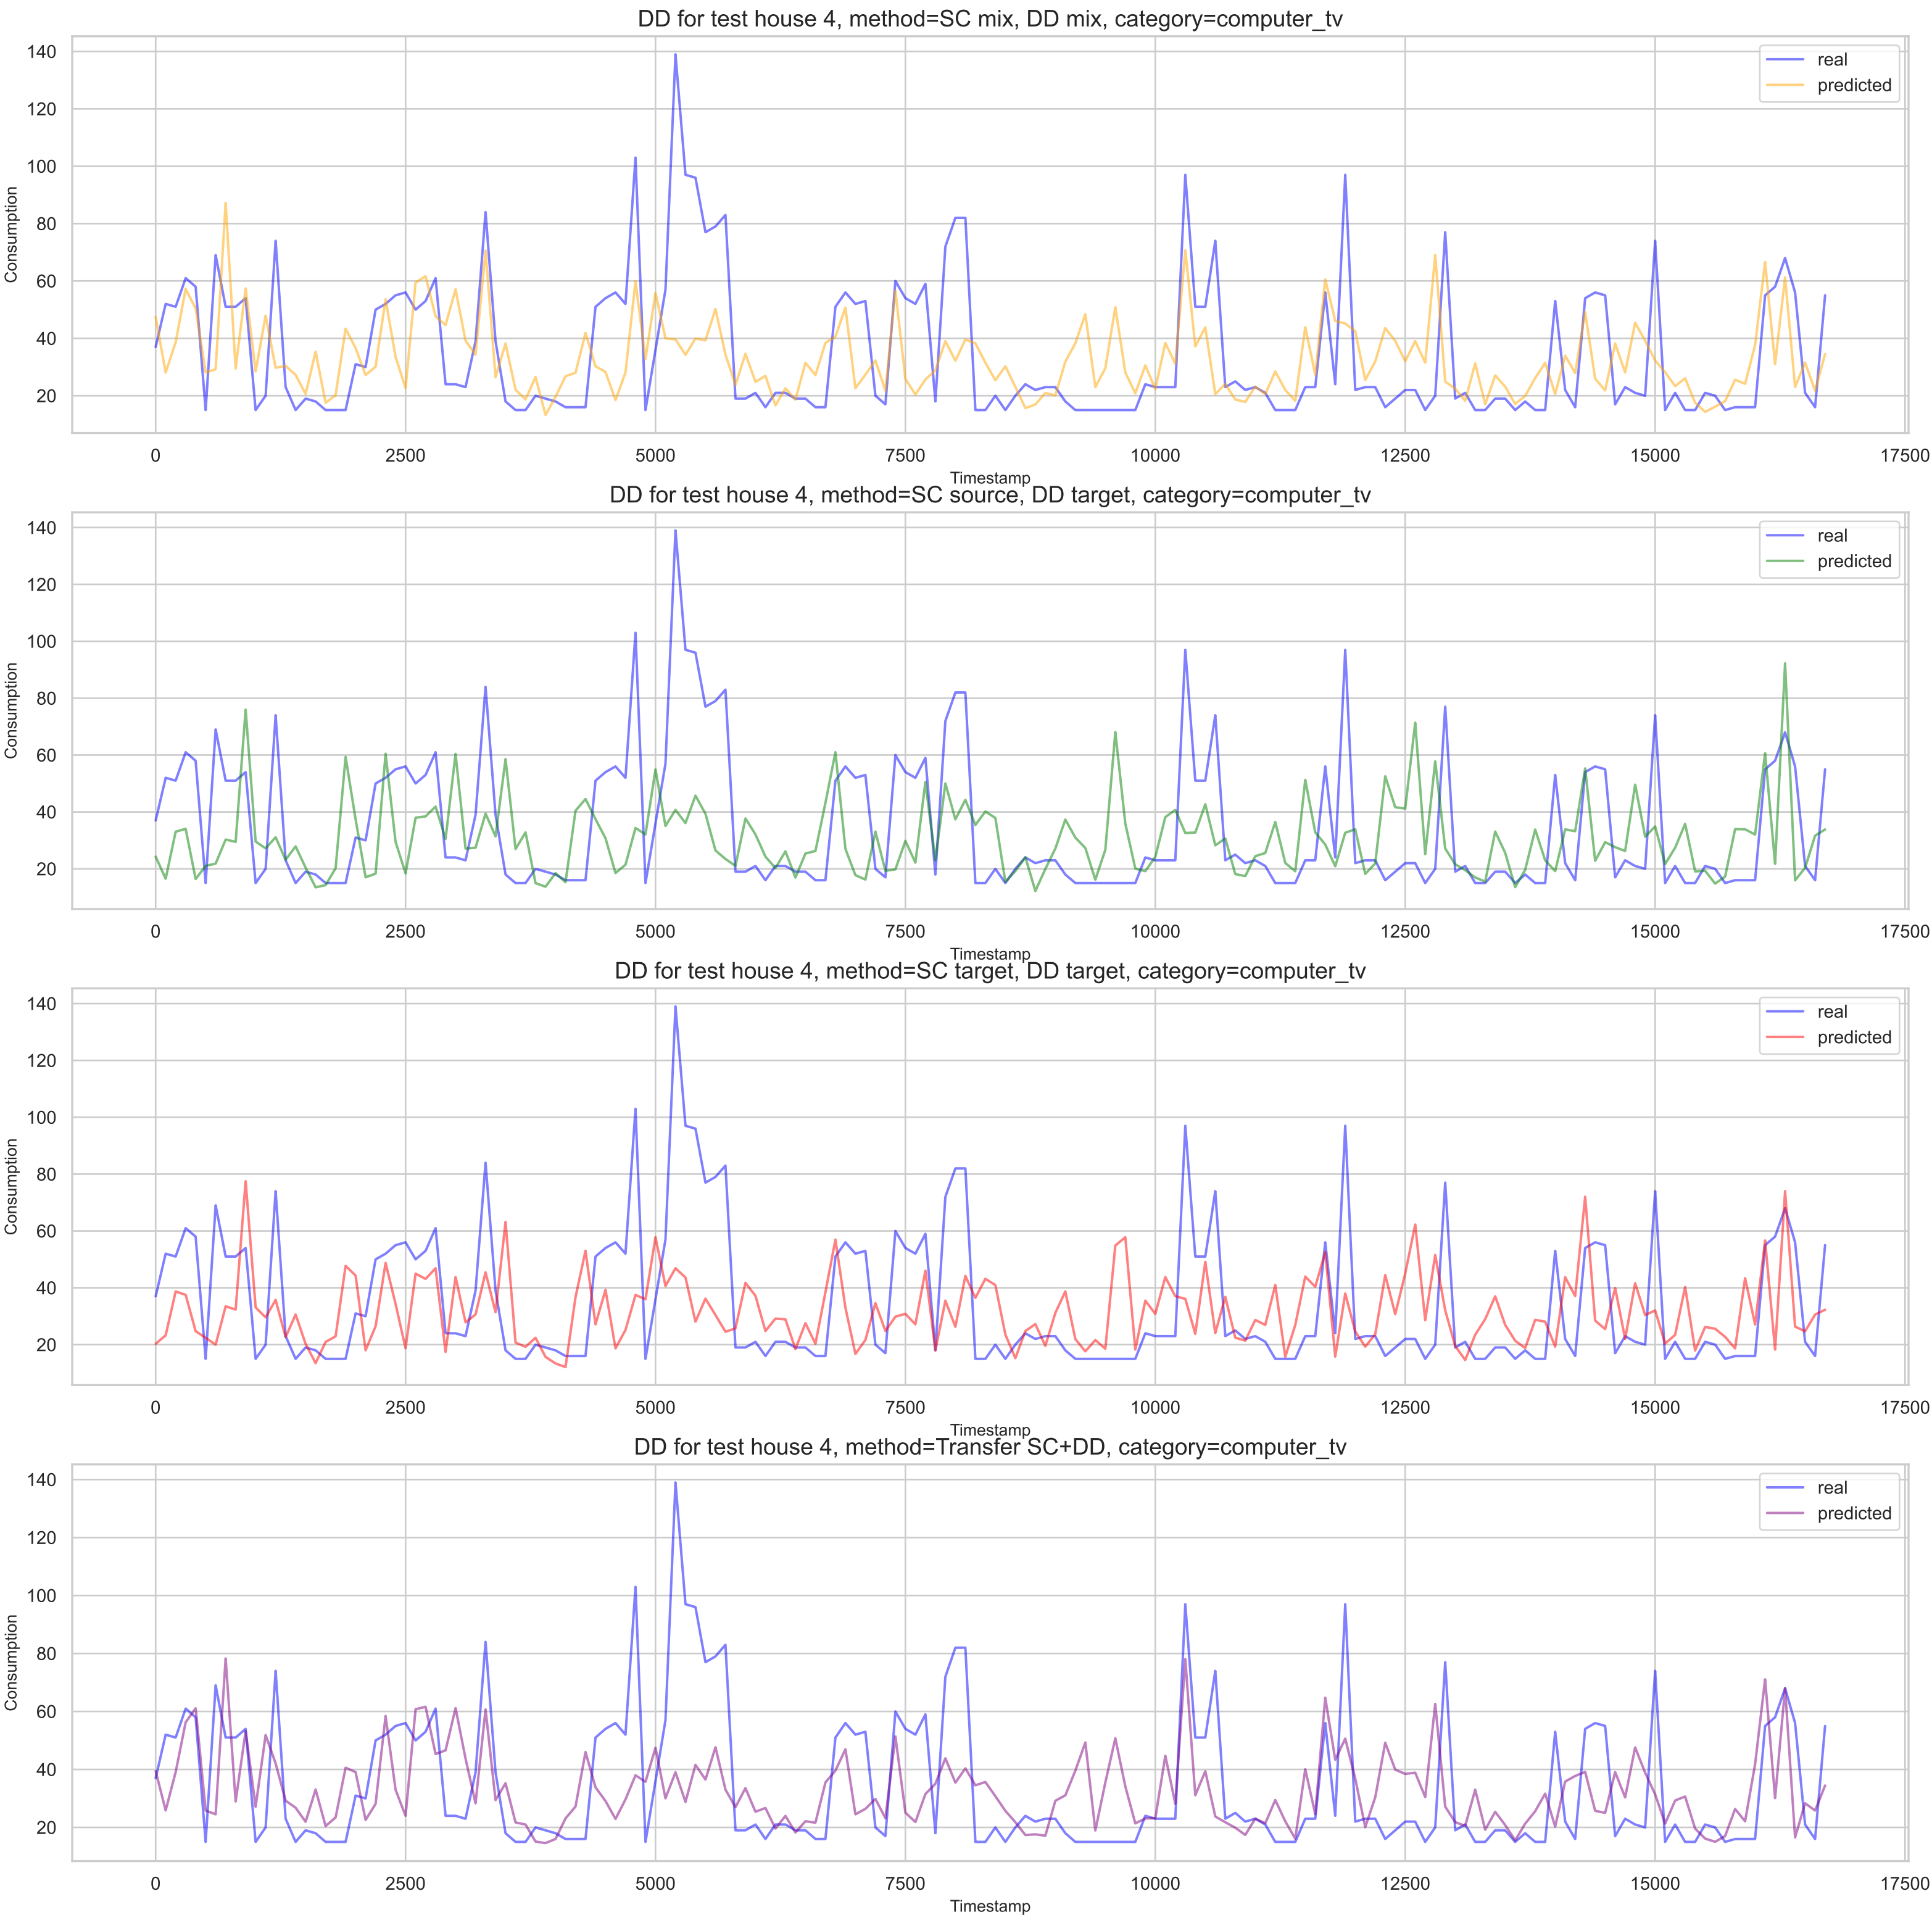 DD for test house 4, method=SC mix, DD mix, category=computer_tv
140
120
100
80
60
40
20
Consumption
real
predicted
0 2500 5000 7500 10000 12500 15000 17500
Timestamp
DD for test house 4, method=SC source, DD target, category=computer_tv
140
120
100
80
60
40
20
Consumption
real
predicted
0 2500 5000 7500 10000 12500 15000 17500
Timestamp
DD for test house 4, method=SC target, DD target, category=computer_tv
140
120
100
80
60
40
20
Consumption
real
predicted
0 2500 5000 7500 10000 12500 15000 17500
Timestamp
DD for test house 4, method=Transfer SC+DD, category=computer_tv
140
120
100
80
60
40
20
Consumption
real
predicted
0 2500 5000 7500 10000 12500 15000 17500
Timestamp